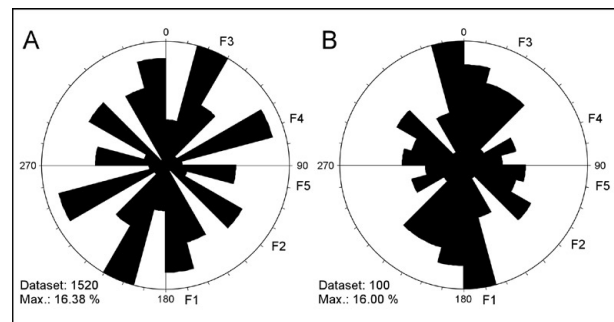 A
0
F3
F4
270
90
F5
F2
Dataset: 1520
Max.: 16.38 %
180
F1
B
0
F3
F4
270
90
F5
F2
Dataset: 100
Max.: 16.00 %
180
F1